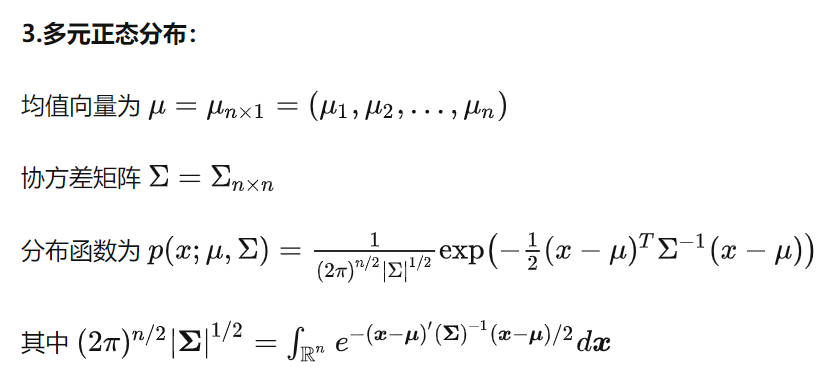 3.多元正态分布：
均值向量为 μ = μ_{n×1} = (μ_1, μ_2, . . . , μ_n)
协方差矩阵 Σ = Σ_{n×n}
分布函数为 p(x; μ, Σ) = \frac{1}{(2π)^{n/2}|Σ|^{1/2}} exp(−\frac{1}{2}(x − μ)^T Σ^{−1}(x − μ))
其中 (2π)^{n/2}|Σ|^{1/2} = ∫_{ℝ^n} e^{−(x−μ)′(Σ)^{−1}(x−μ)/2} dx